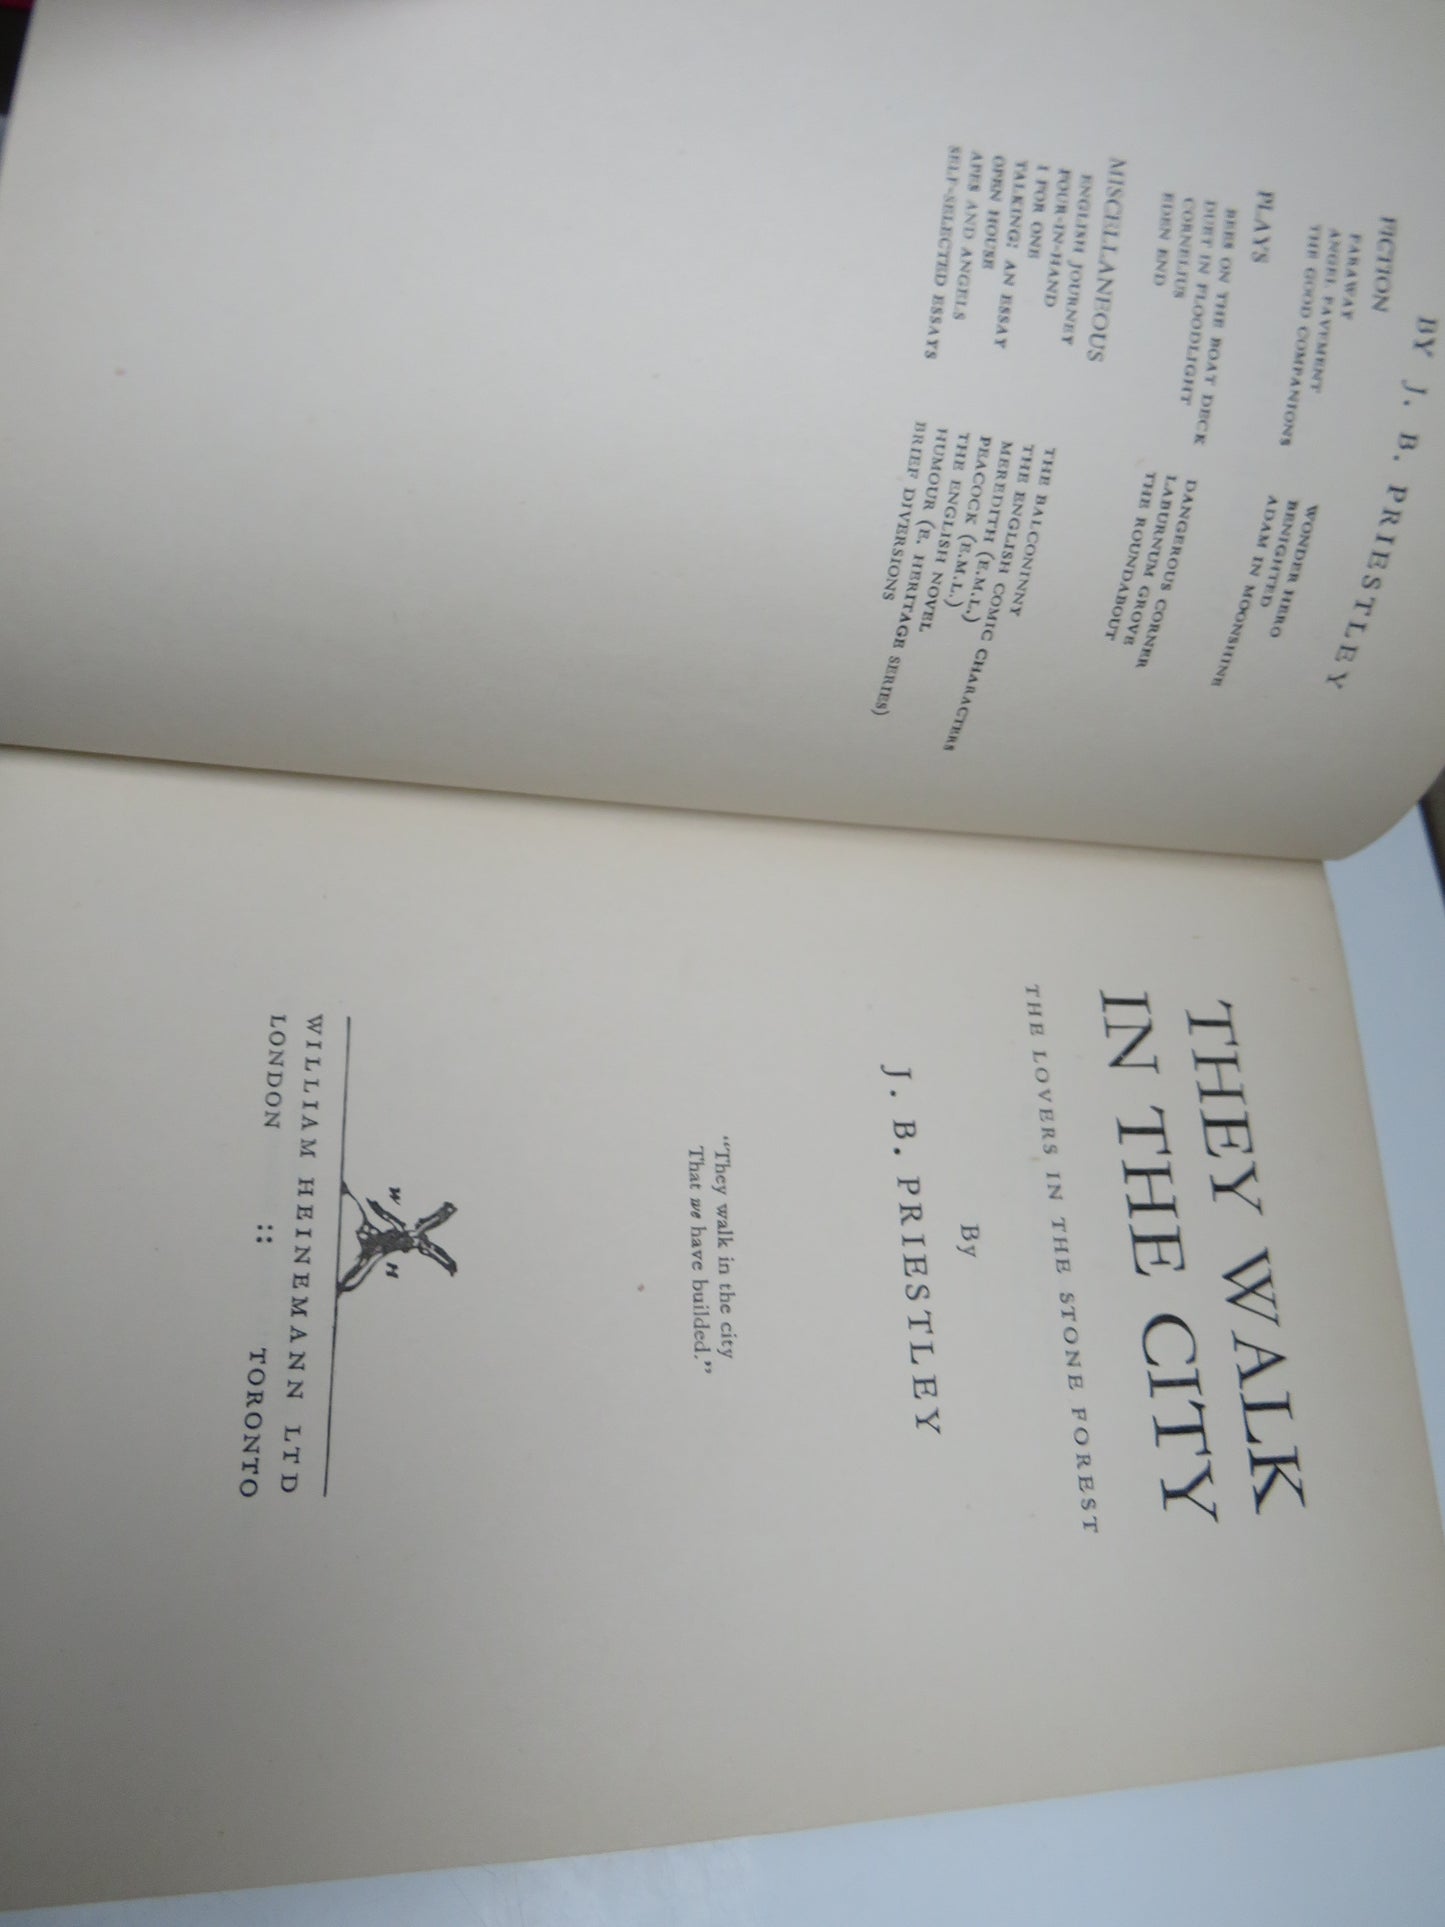 BY J. B. PRIESTLEY
FICTION
FARAWAY
ANGEL PAVEMENT
THE GOOD COMPANIONS
WONDER HERO
BENIGHTED
ADAM IN MOONSHINE
PLAYS
BEES ON THE BOAT DECK
DUET IN FLOODLIGHT
CORNELIUS
EDEN END
DANGEROUS CORNER
LABURNUM GROVE
THE ROUNDABOUT
MISCELLANEOUS
ENGLISH JOURNEY
FOUR-IN-HAND
I FOR ONE
TALKING: AN ESSAY
OPEN HOUSE
APES AND ANGELS
SELF-SELECTED ESSAYS
THE BALCONINNY
THE ENGLISH COMIC CHARACTERS
MEREDITH (E.M.L.)
PEACOCK (E.M.L.)
THE ENGLISH NOVEL
HUMOUR (E. HERITAGE SERIES)
BRIEF DIVERSIONS
THEY WALK
IN THE CITY
THE LOVERS IN THE STONE FOREST
By
J. B. PRIESTLEY
"They walk in the city
That we have builded."
W H
WILLIAM HEINEMANN LTD
LONDON :: TORONTO